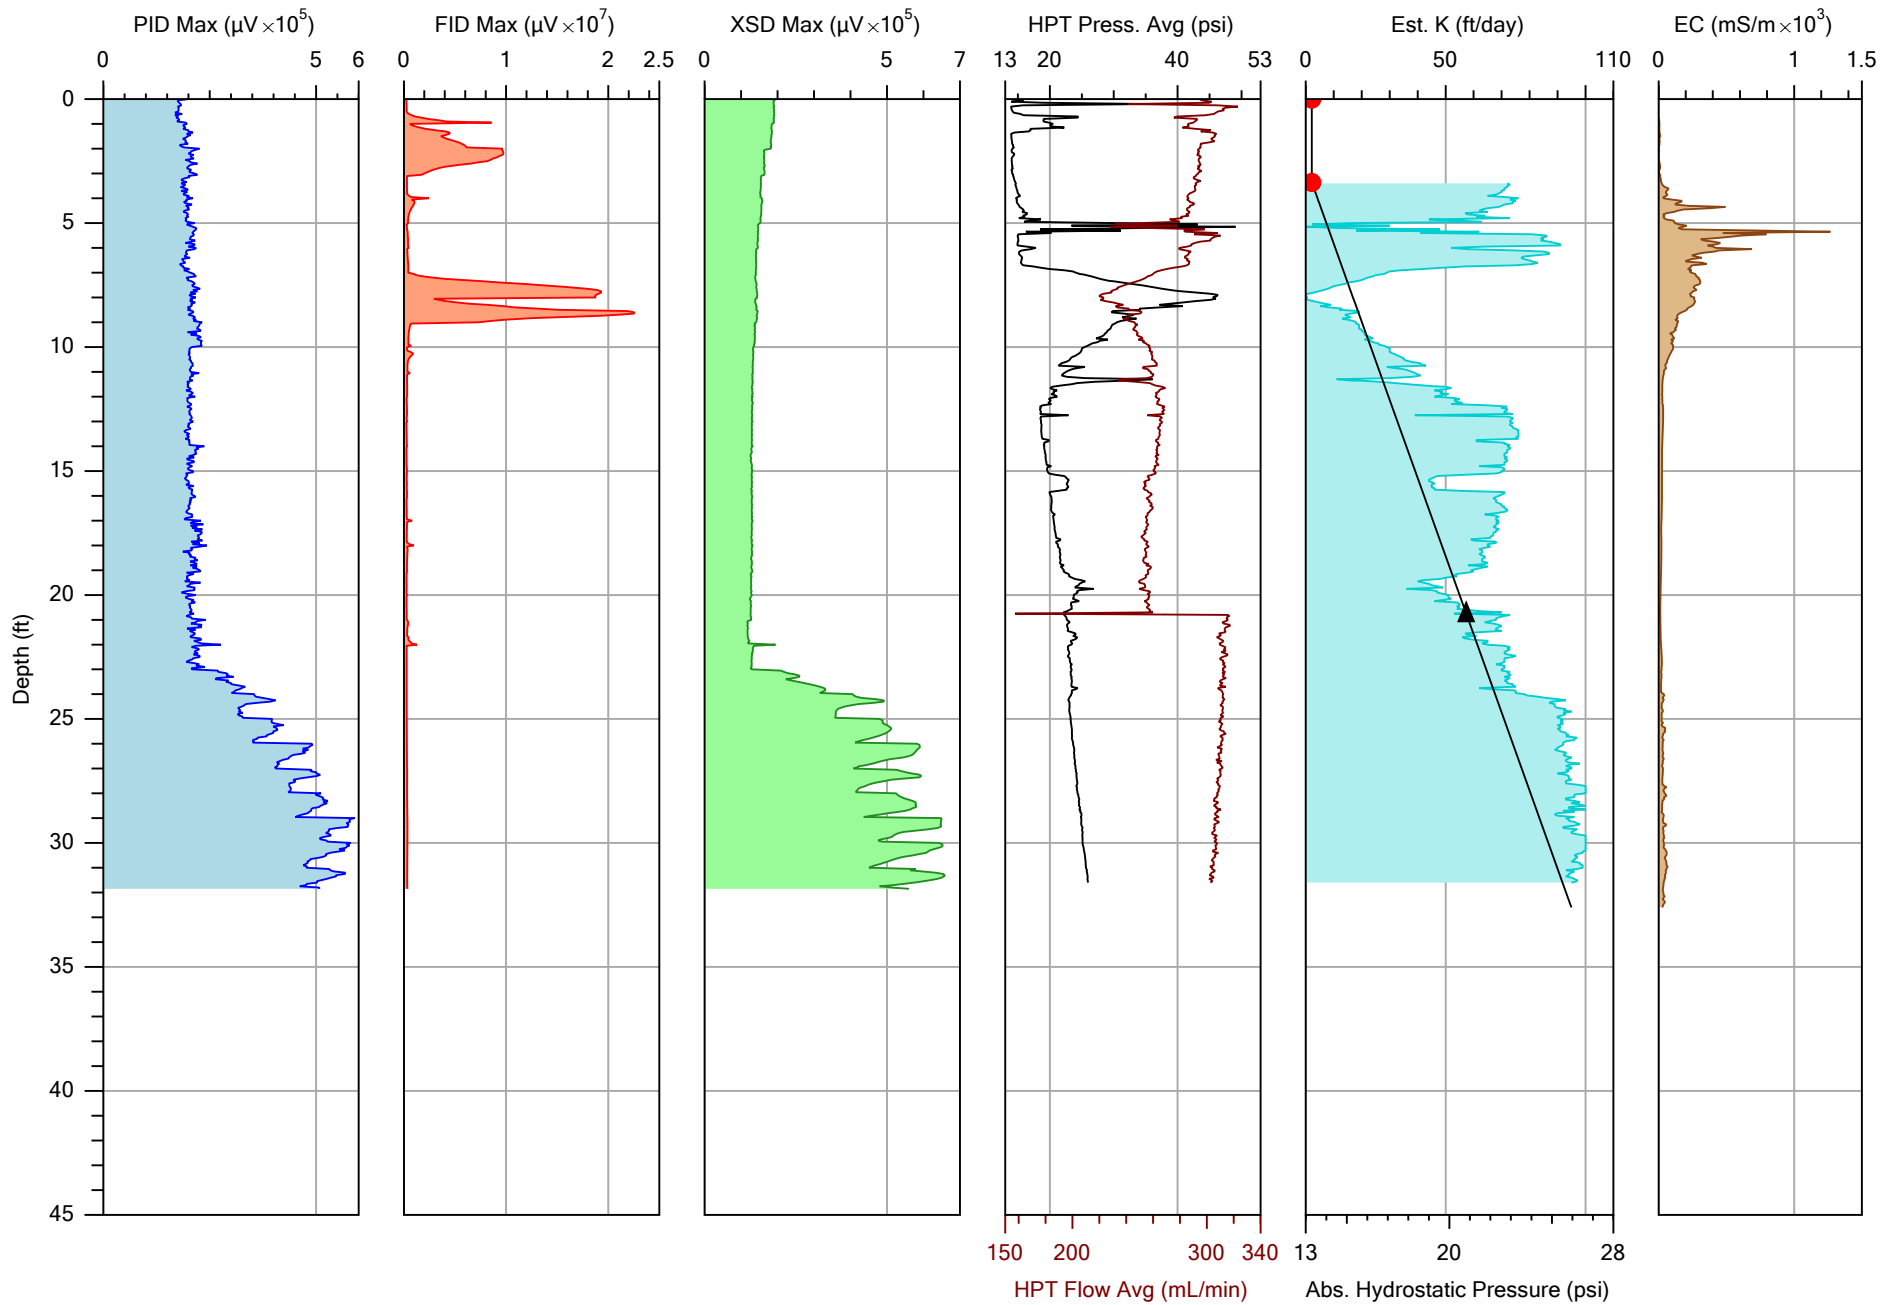 PID Max (µV ×10⁵) FID Max (µV ×10⁷) XSD Max (µV ×10⁵) HPT Press. Avg (psi) Est. K (ft/day) EC (mS/m ×10³)
0 5 6 0 1 2 2.5 0 5 7 13 20 40 53 0 50 110 0 1 1.5
0
5
10
15
20
25
30
35
40
45
Depth (ft)
150 200 300 340 13 20 28
HPT Flow Avg (mL/min) Abs. Hydrostatic Pressure (psi)